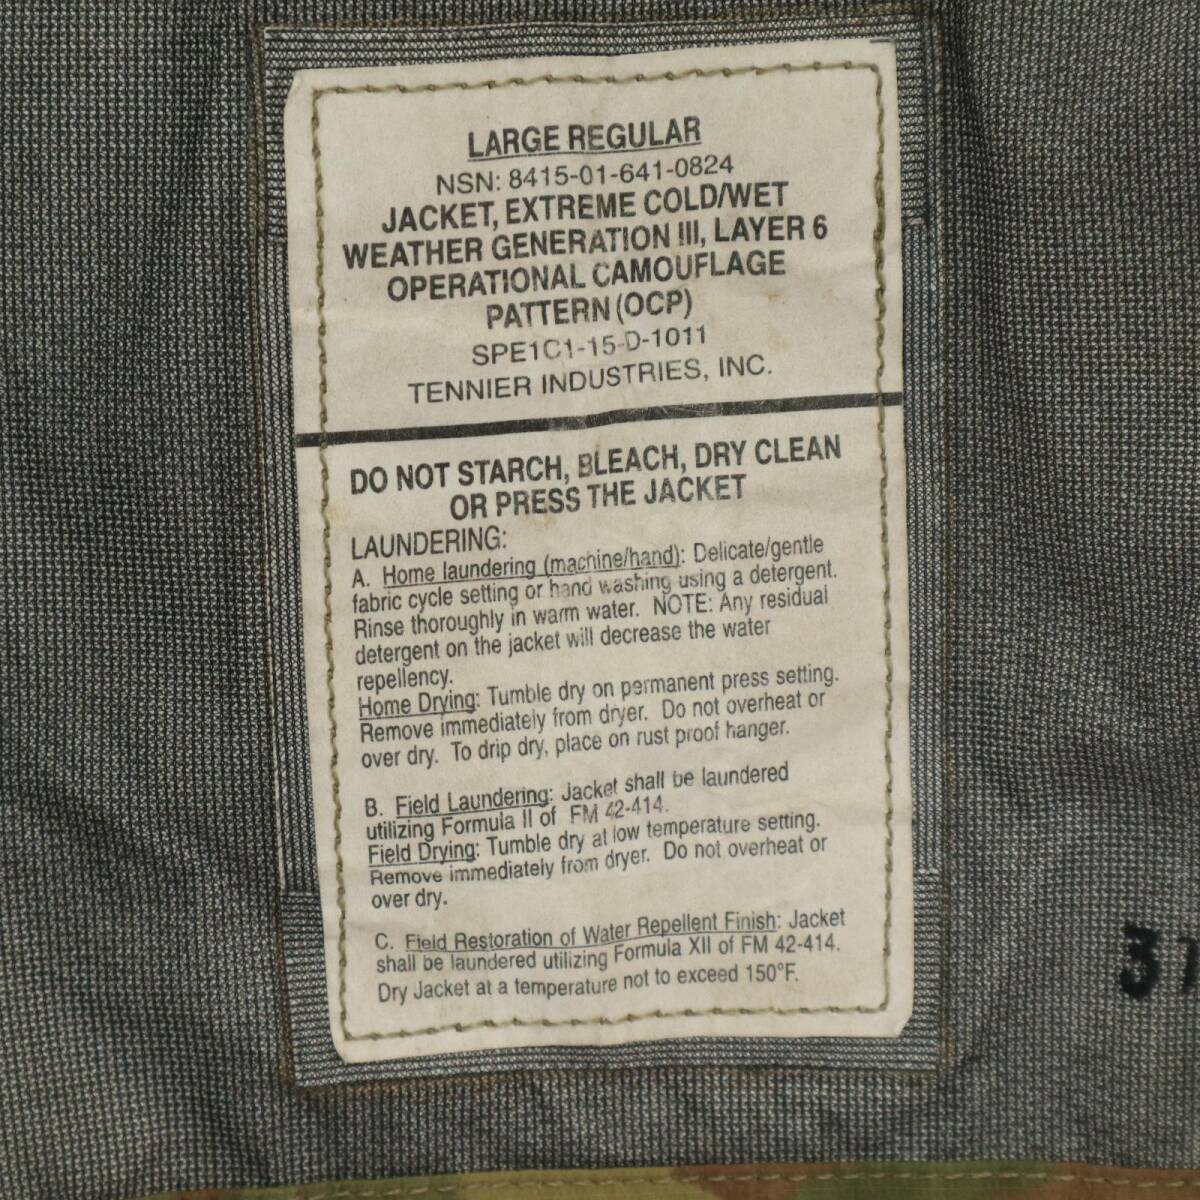 LARGE REGULAR
NSN: 8415-01-641-0824
JACKET, EXTREME COLD/WET
WEATHER GENERATION III, LAYER 6
OPERATIONAL CAMOUFLAGE
PATTERN (OCP)
SPE1C1-15-D-1011
TENNIER INDUSTRIES, INC.
DO NOT STARCH, BLEACH, DRY CLEAN
OR PRESS THE JACKET
LAUNDERING:
A. Home laundering (machine/hand): Delicate/gentle
fabric cycle setting or hand washing using a detergent.
Rinse thoroughly in warm water. NOTE: Any residual
detergent on the jacket will decrease the water
repellency.
Home Drying: Tumble dry on permanent press setting.
Remove immediately from dryer. Do not overheat or
over dry. To drip dry, place on rust proof hanger.
B. Field Laundering: Jacket shall be laundered
utilizing Formula II of FM 42-414.
Field Drying: Tumble dry at low temperature setting.
Remove immediately from dryer. Do not overheat or
over dry.
C. Field Restoration of Water Repellent Finish: Jacket
shall be laundered utilizing Formula XII of FM 42-414.
Dry Jacket at a temperature not to exceed 150°F.